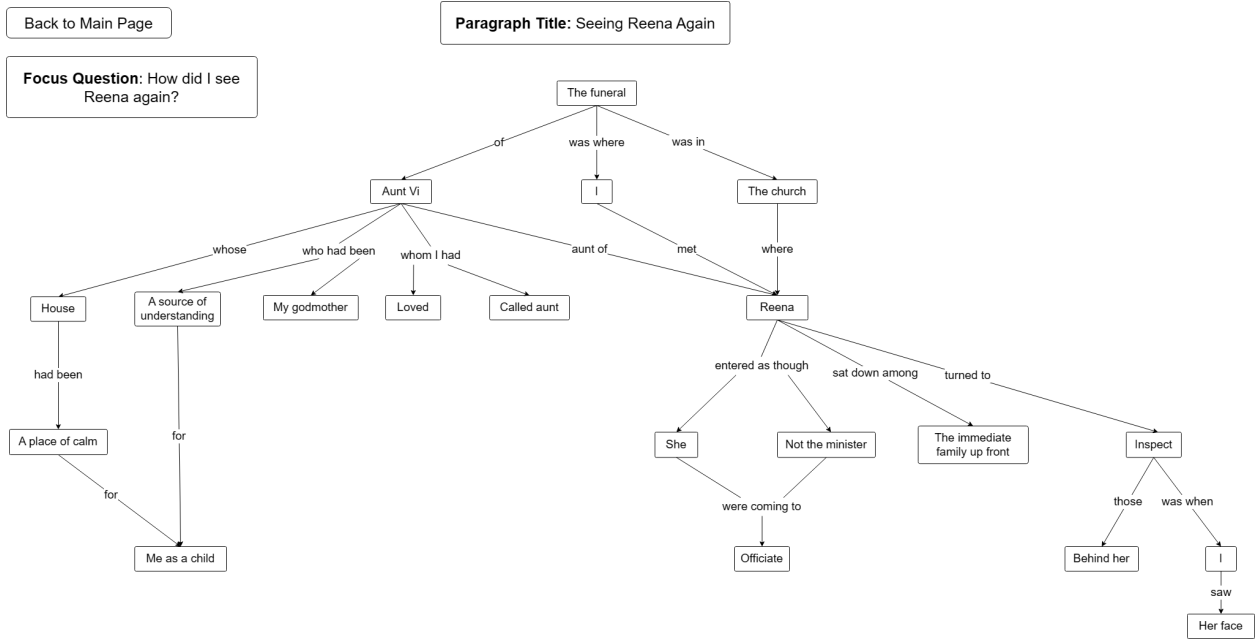 Back to Main Page
Paragraph Title: Seeing Reena Again
Focus Question: How did I see
Reena again?
The funeral
of
was where
was in
Aunt Vi
I
The church
whose
who had been
whom I had
aunt of
met
where
House
A source of
understanding
My godmother
Loved
Called aunt
Reena
had been
entered as though
sat down among
turned to
for
A place of calm
She
Not the minister
The immediate
family up front
Inspect
for
were coming to
those
was when
Me as a child
Officiate
Behind her
I
saw
Her face